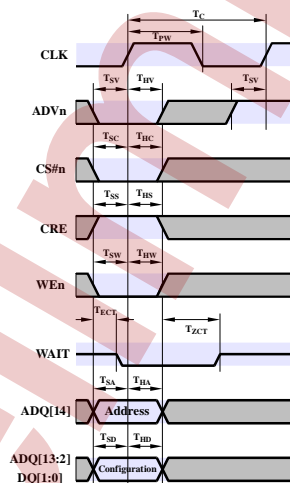 T_C
T_PW
CLK
T_SV T_HV T_SV
ADVn
T_SC T_HC
CS#n
T_SS T_HS
CRE
T_SW T_HW
WEn
T_ECT T_ZCT
WAIT
T_SA T_HA
ADQ[14] Address
T_SD T_HD
ADQ[13:2] Configuration
DQ[1:0]